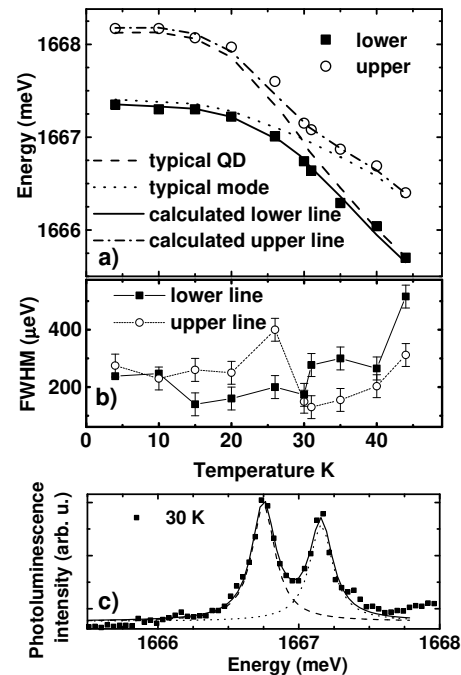 1668
1667
1666
Energy (meV)
lower
upper
typical QD
typical mode
calculated lower line
calculated upper line
a)
400
200
FWHM (μeV)
lower line
upper line
b)
0 10 20 30 40
Temperature K
Photoluminescence
intensity (arb. u.)
30 K
c)
1666 1667 1668
Energy (meV)